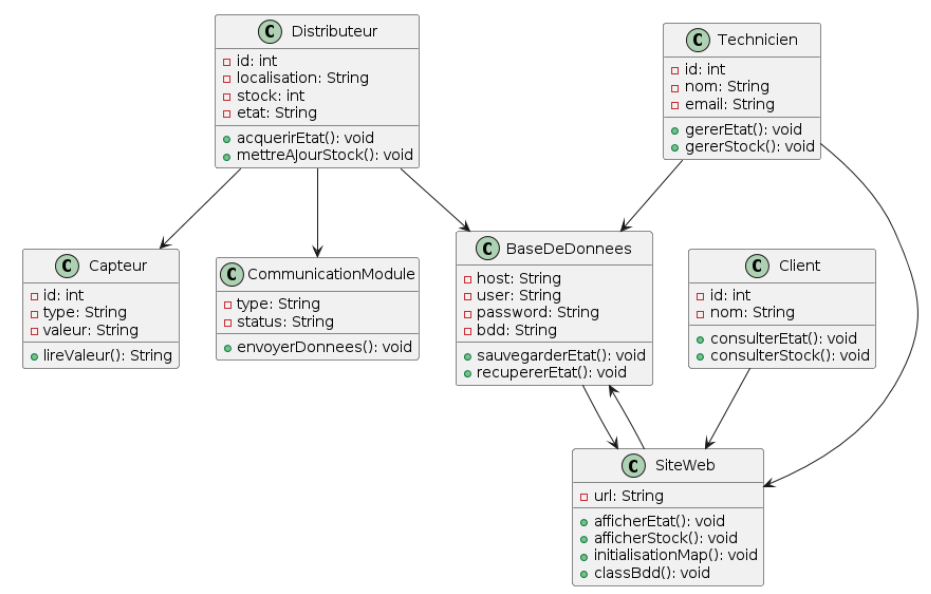 C Distributeur
id: int
localisation: String
stock: int
etat: String
acquerirEtat(): void
mettreAJourStock(): void
C Technicien
id: int
nom: String
email: String
gererEtat(): void
gererStock(): void
C Capteur
id: int
type: String
valeur: String
lireValeur(): String
C CommunicationModule
type: String
status: String
envoyerDonnees(): void
C BaseDeDonnees
host: String
user: String
password: String
bdd: String
sauvegarderEtat(): void
recupererEtat(): void
C Client
id: int
nom: String
consulterEtat(): void
consulterStock(): void
C SiteWeb
url: String
afficherEtat(): void
afficherStock(): void
initialisationMap(): void
classBdd(): void